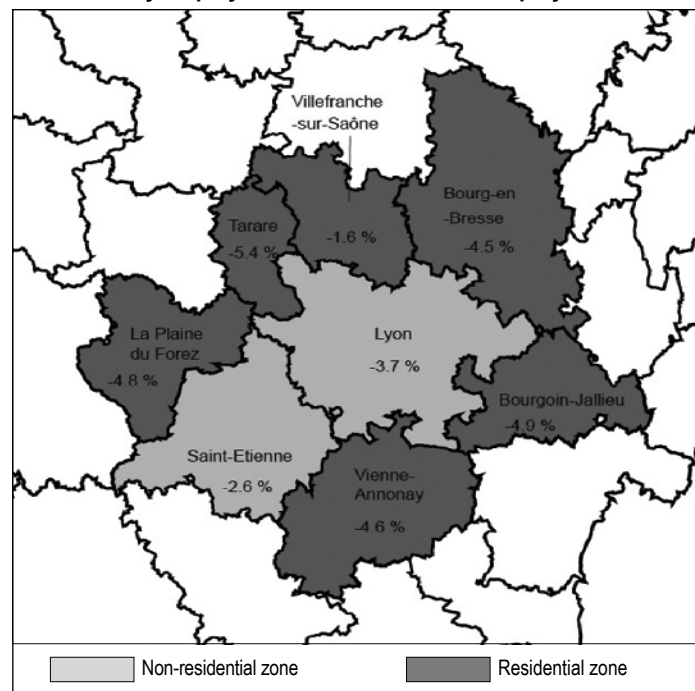 Villefranche
-sur-Saône
-1.6 %
Bourg-en
-Bresse
-4.5 %
Tarare
-5.4 %
La Plaine
du Forez
-4.8 %
Lyon
-3.7 %
Bourgoin-Jallieu
-4.9 %
Saint-Etienne
-2.6 %
Vienne-
Annonay
-4.6 %
Non-residential zone
Residential zone